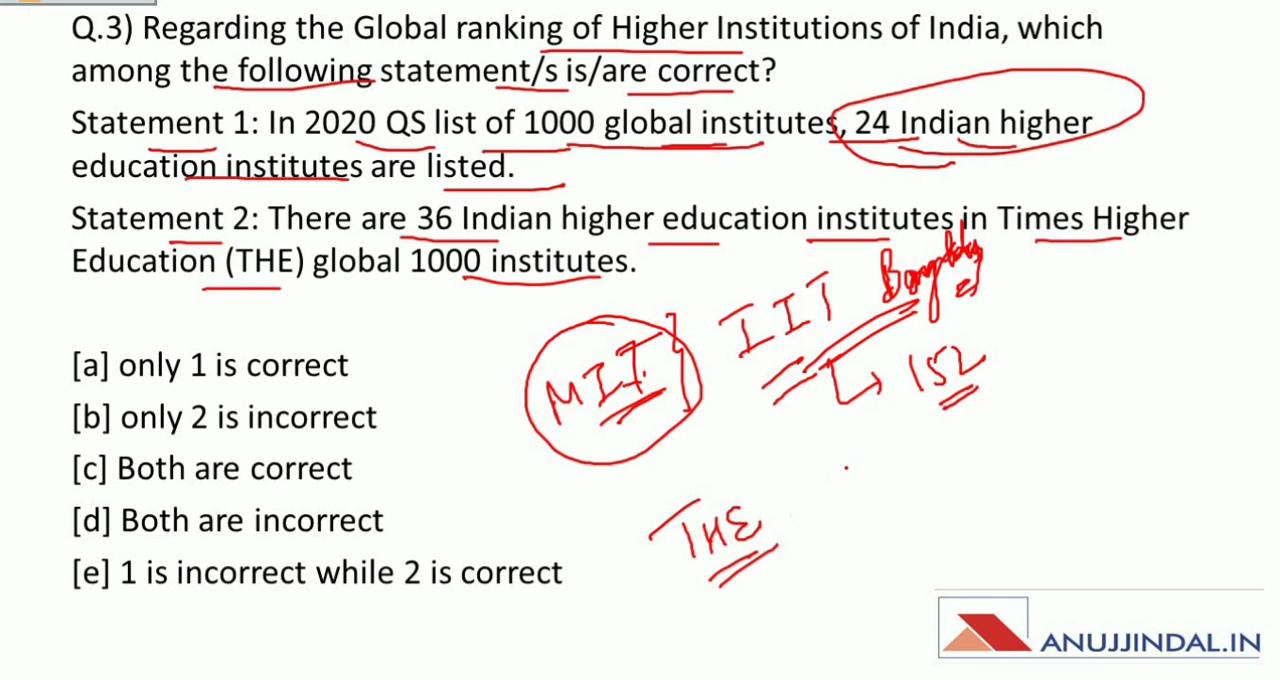 Q.3) Regarding the Global ranking of Higher Institutions of India, which
among the following statement/s is/are correct?
Statement 1: In 2020 QS list of 1000 global institutes, 24 Indian higher
education institutes are listed.
Statement 2: There are 36 Indian higher education institutes in Times Higher
Education (THE) global 1000 institutes.
IIT
MIT
152
[a] only 1 is correct
[b] only 2 is incorrect
[c] Both are correct
[d] Both are incorrect
THE
[e] 1 is incorrect while 2 is correct
ANUJJINDAL.IN